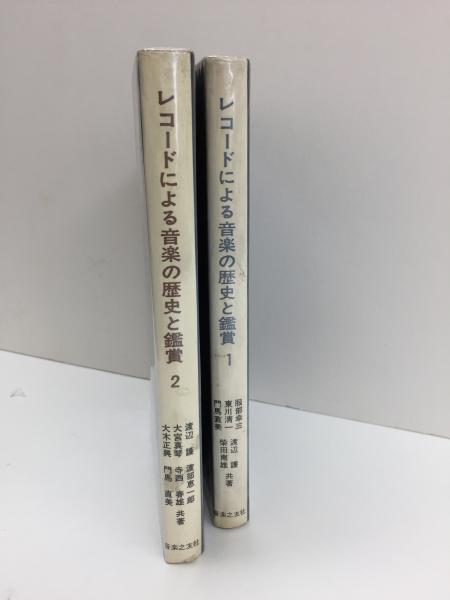 レコードによる音楽の歴史と鑑賞 2
渡辺護 渡部恵一郎
大宮真琴 寺西春雄
大木正興 門馬直美 共著
音楽之友社
レコードによる音楽の歴史と鑑賞 1
服部幸三 渡辺護
東川清一 柴田南雄
門馬直美 共著
音楽之友社